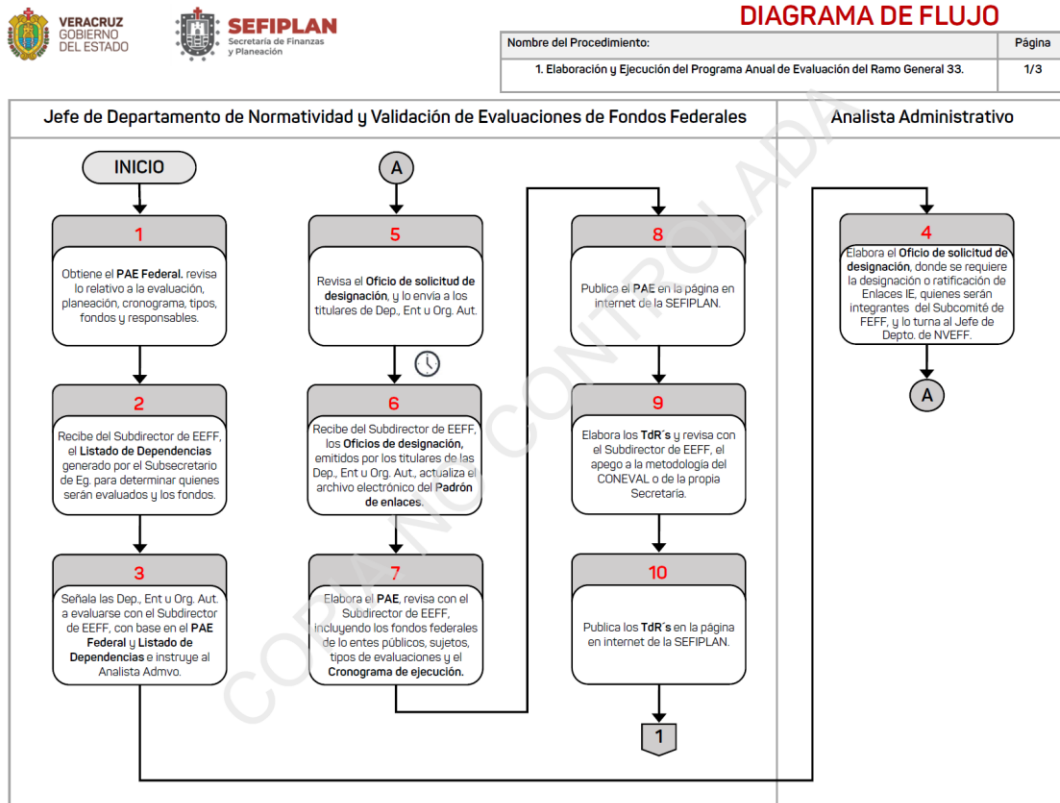 VERACRUZ
GOBIERNO
DEL ESTADO
SEFIPLAN
Secretaría de Finanzas
y Planeación
DIAGRAMA DE FLUJO
Nombre del Procedimiento:
Página
1. Elaboración y Ejecución del Programa Anual de Evaluación del Ramo General 33.
1/3
Jefe de Departamento de Normatividad y Validación de Evaluaciones de Fondos Federales
Analista Administrativo
INICIO
1
Obtiene el PAE Federal. revisa
lo relativo a la evaluación,
planeación, cronograma, tipos,
fondos y responsables.
2
Recibe del Subdirector de EEFF,
el Listado de Dependencias
generado por el Subsecretario
de Eg. para determinar quienes
serán evaluados y los fondos.
3
Señala las Dep., Ent u Org. Aut.
a evaluarse con el Subdirector
de EEFF, con base en el PAE
Federal y Listado de
Dependencias e instruye al
Analista Admvo.
A
5
Revisa el Oficio de solicitud de
designación, y lo envía a los
titulares de Dep., Ent u Org. Aut.
6
Recibe del Subdirector de EEFF,
los Oficios de designación,
emitidos por los titulares de las
Dep., Ent u Org. Aut., actualiza el
archivo electrónico del Padrón
de enlaces.
7
Elabora el PAE, revisa con el
Subdirector de EEFF,
incluyendo los fondos federales
de lo entes públicos, sujetos,
tipos de evaluaciones y el
Cronograma de ejecución.
8
Publica el PAE en la página en
internet de la SEFIPLAN.
9
Elabora los TdR´s y revisa con
el Subdirector de EEFF, el
apego a la metodología del
CONEVAL o de la propia
Secretaría.
10
Publica los TdR´s en la página
en internet de la SEFIPLAN.
1
4
Elabora el Oficio de solicitud de
designación, donde se requiere
la designación o ratificación de
Enlaces IE, quienes serán
integrantes del Subcomité de
FEFF, y lo turna al Jefe de
Depto. de NVEFF.
A
COPIA NO CONTROLADA